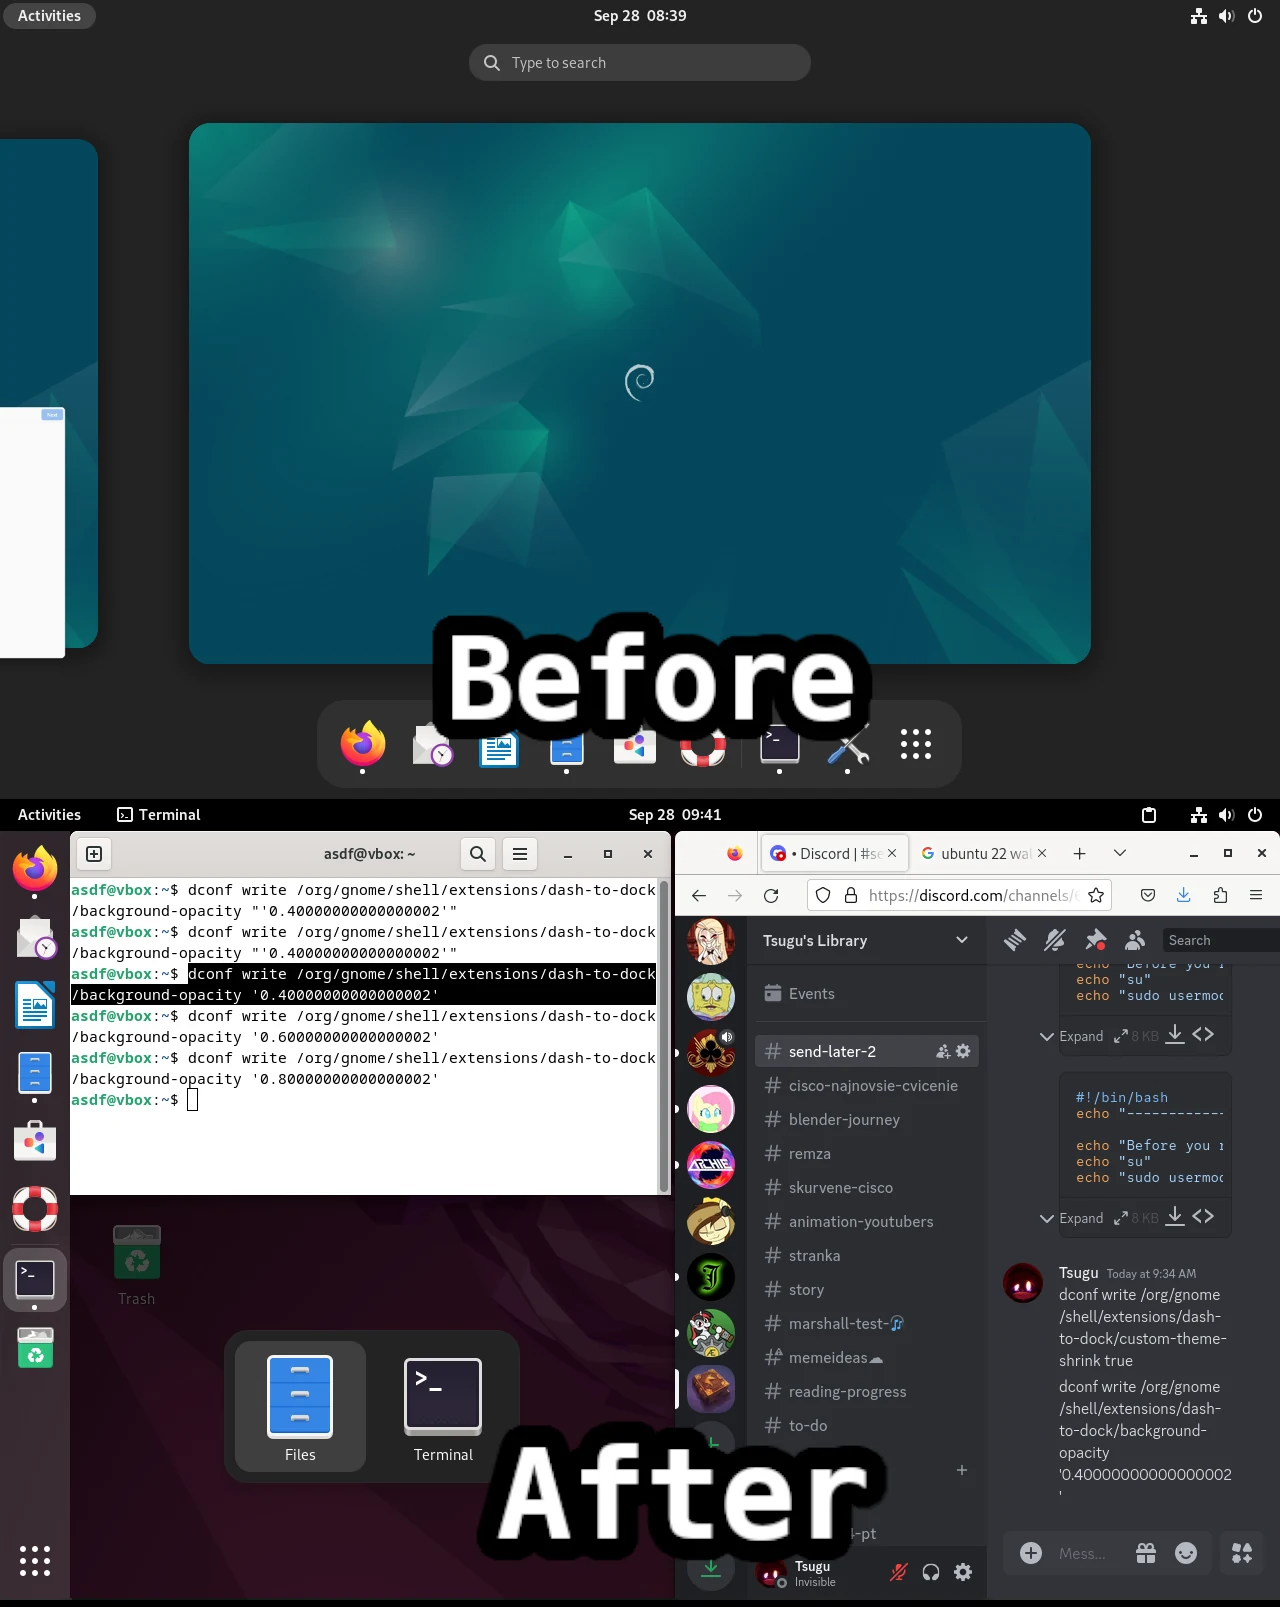 Activities
Sep 28 08:39
Type to search
Next
Before
Activities
Terminal
Sep 28 09:41
asdf@vbox: ~
asdf@vbox:~$ dconf write /org/gnome/shell/extensions/dash-to-dock
/background-opacity "'0.40000000000000002'"
asdf@vbox:~$ dconf write /org/gnome/shell/extensions/dash-to-dock
/background-opacity "'0.40000000000000002'"
asdf@vbox:~$ dconf write /org/gnome/shell/extensions/dash-to-dock
/background-opacity '0.40000000000000002'
asdf@vbox:~$ dconf write /org/gnome/shell/extensions/dash-to-dock
/background-opacity '0.60000000000000002'
asdf@vbox:~$ dconf write /org/gnome/shell/extensions/dash-to-dock
/background-opacity '0.80000000000000002'
asdf@vbox:~$
Trash
Files
Terminal
After
• Discord | #se
ubuntu 22 wal
https://discord.com/channels/
Tsugu's Library
Events
# send-later-2
# cisco-najnovsie-cvicenie
# blender-journey
# remza
# skurvene-cisco
# animation-youtubers
# stranka
# story
# marshall-test-🎵
# memeideas☁
# reading-progress
# to-do
4-pt
Tsugu
Invisible
Search
echo "Before you r
echo "su"
echo "sudo usermod
Expand
8 KB
#!/bin/bash
echo "------------
echo "Before you r
echo "su"
echo "sudo usermod
Expand
8 KB
Tsugu Today at 9:34 AM
dconf write /org/gnome
/shell/extensions/dash-
to-dock/custom-theme-
shrink true
dconf write /org/gnome
/shell/extensions/dash-
to-dock/background-
opacity
'0.40000000000000002
'
Mess...